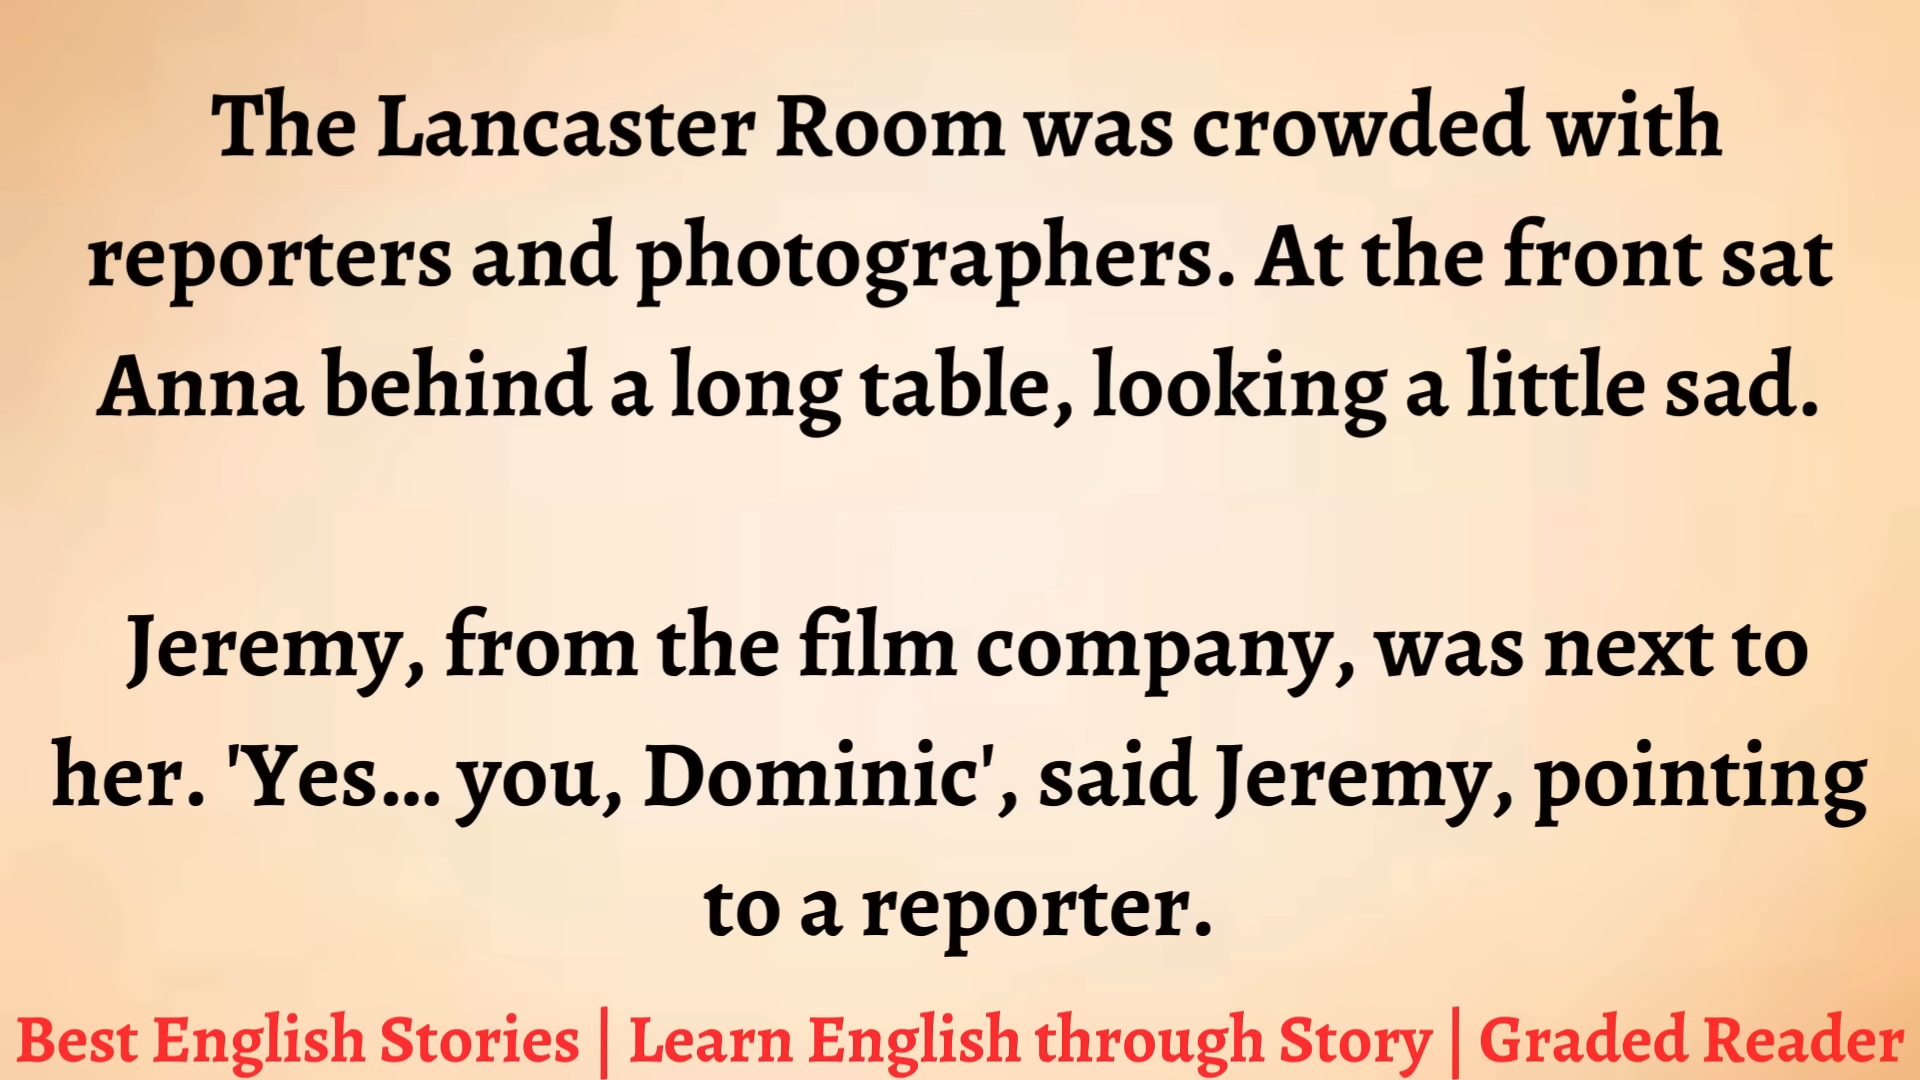 The Lancaster Room was crowded with
reporters and photographers. At the front sat
Anna behind a long table, looking a little sad.
Jeremy, from the film company, was next to
her. 'Yes... you, Dominic', said Jeremy, pointing
to a reporter.
Best English Stories | Learn English through Story | Graded Reader